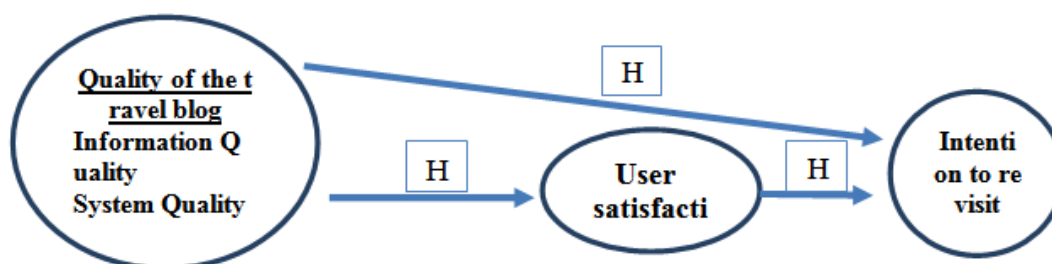 Quality of the t
ravel blog
Information Q
uality
System Quality
H
H
User
satisfacti
H
Intenti
on to re
visit